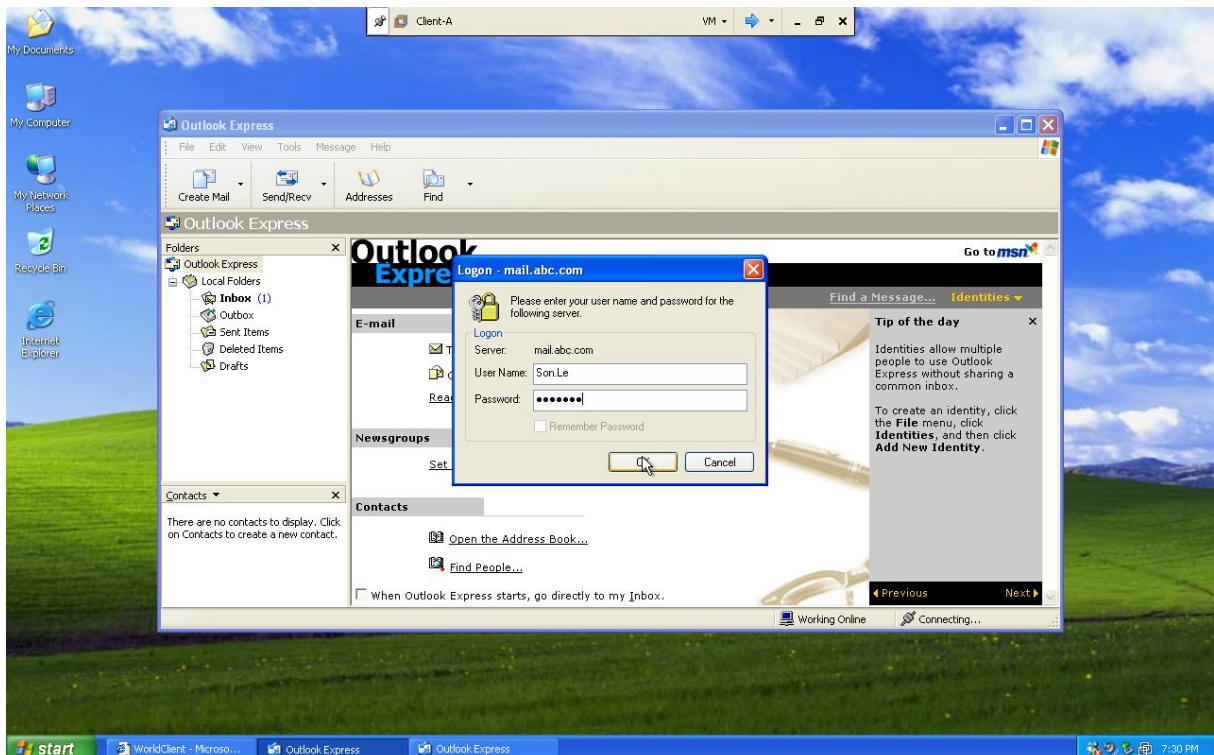 Client-A
VM
My Documents
My Computer
My Network
Places
Recycle Bin
Internet
Explorer
Outlook Express
File Edit View Tools Message Help
Create Mail Send/Recv Addresses Find
Outlook Express
Folders
Outlook Express
Local Folders
Inbox (1)
Outbox
Sent Items
Deleted Items
Drafts
Contacts
There are no contacts to display. Click
on Contacts to create a new contact.
Outlook
Go to msn
Find a Message... Identities
E-mail
Newsgroups
Set
Contacts
Open the Address Book...
Find People...
When Outlook Express starts, go directly to my Inbox.
Logon - mail.abc.com
Please enter your user name and password for the
following server.
Logon
Server: mail.abc.com
User Name: Son.Le
Password: •••••••
Remember Password
Cancel
Tip of the day
Identities allow multiple
people to use Outlook
Express without sharing a
common inbox.
To create an identity, click
the File menu, click
Identities, and then click
Add New Identity.
Previous Next
Working Online Connecting...
start WorldClient - Microso... Outlook Express Outlook Express 7:30 PM